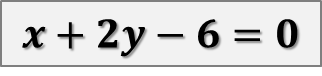 x + 2y − 6 = 0